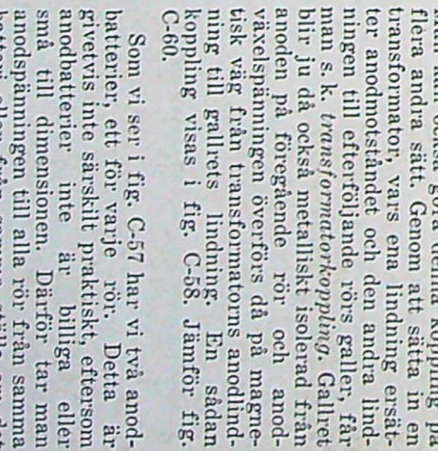 denna koppling på
flera andra sätt. Genom att sätta in en
transformator, vars ena lindning ersät-
ter anodmotståndet och den andra lind-
ningen till efterföljande rörs galler, får
man s. k. transformatorkoppling. Gallret
blir ju då också metalliskt isolerad från
anoden på föregående rör och anod-
växelspänningen överförs då på magne-
tisk väg från transformatorns anodlind-
ning till gallrets lindning. En sådan
koppling visas i fig. C-58. Jämför fig.
C-60.
Som vi ser i fig. C-57 har vi två anod-
batterier, ett för varje rör. Detta är
givetvis inte särskilt praktiskt, eftersom
anodbatterier inte är billiga eller
små till dimensionen. Därför tar man
anodspänningen till alla rör från samma